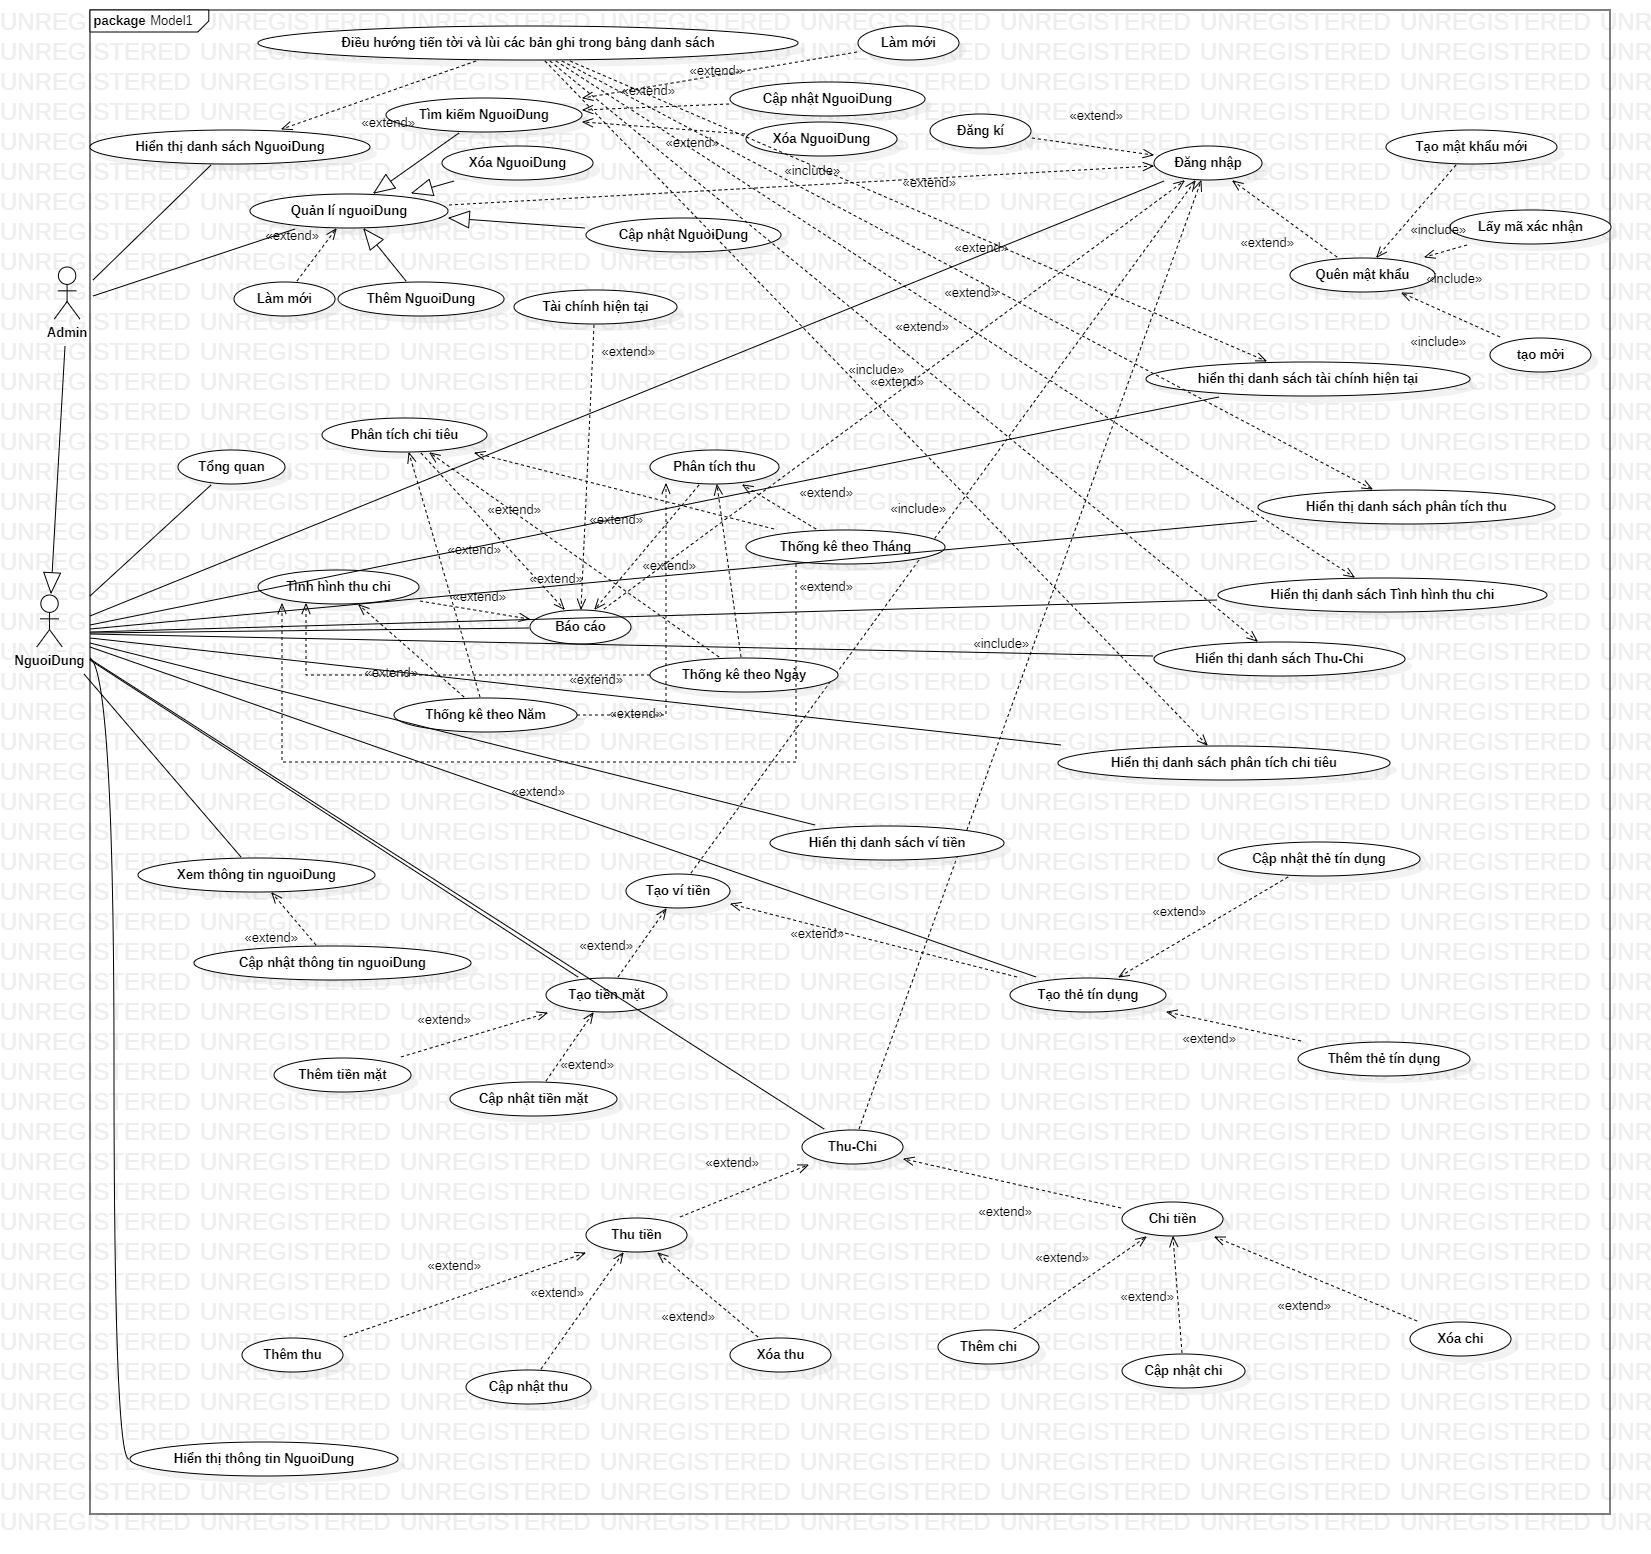 package Model1
Điều hướng tiến tời và lùi các bản ghi trong bảng danh sách
Làm mới
«extend»
«extend»
Cập nhật NguoiDung
Tìm kiếm NguoiDung
«extend»
«extend»
Đăng kí
Xóa NguoiDung
«extend»
Hiển thị danh sách NguoiDung
Tạo mật khẩu mới
Xóa NguoiDung
Đăng nhập
«include»
«extend»
Quản lí nguoiDung
«extend»
Cập nhật NguoiDung
Lấy mã xác nhận
«include»
«extend»
«extend»
Quên mật khẩu
«include»
Admin
Làm mới
Thêm NguoiDung
Tài chính hiện tại
«extend»
«extend»
«include»
tạo mởi
«extend»
«include»
«extend»
hiển thị danh sách tài chính hiện tại
Phân tích chi tiêu
Tổng quan
Phân tích thu
«extend»
«extend»
«include»
Hiển thị danh sách phân tích thu
«extend»
Thống kê theo Tháng
«extend»
«extend»
«extend»
Tình hình thu chi
«extend»
«extend»
Hiển thị danh sách Tình hình thu chi
Báo cáo
«include»
NguoiDung
Hiển thị danh sách Thu-Chi
«extend»
Thống kê theo Ngày
«extend»
Thống kê theo Năm
«extend»
Hiển thị danh sách phân tích chi tiêu
«extend»
Hiển thị danh sách ví tiền
Cập nhật thẻ tín dụng
Xem thông tin nguoiDung
Tạo ví tiền
«extend»
«extend»
«extend»
«extend»
Cập nhật thông tin nguoiDung
Tạo tiền mặt
Tạo thẻ tín dụng
«extend»
«extend»
Thêm thẻ tín dụng
«extend»
Thêm tiền mặt
Cập nhật tiền mặt
Thu-Chi
«extend»
«extend»
Chi tiền
Thu tiền
«extend»
«extend»
«extend»
«extend»
«extend»
«extend»
Xóa chi
Thêm chi
Thêm thu
Xóa thu
Cập nhật chi
Cập nhật thu
Hiển thị thông tin NguoiDung
UNREGISTERED